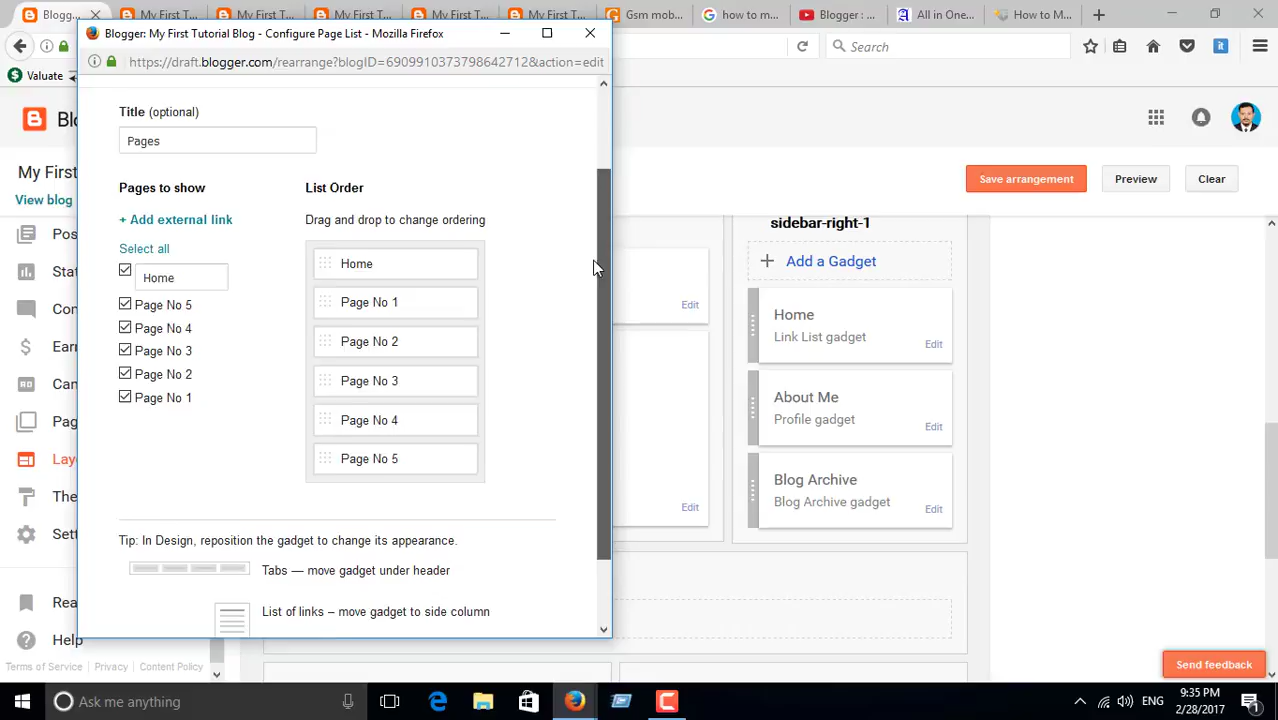 Blogg
Blogger
Blogger
My First
My First
My First T
Gsm mob
how to m
Blogger :
All in One
How to M
Blogger: My First Tutorial Blog - Configure Page List - Mozilla Firefox
https://draft.blogger.com/rearrange?blogID=6909910373798642712&action=edit
Search
Valuate
Title (optional)
Pages
Pages to show
List Order
+ Add external link
Drag and drop to change ordering
Select all
Home
Page No 5
Page No 4
Page No 3
Page No 2
Page No 1
Home
Page No 1
Page No 2
Page No 3
Page No 4
Page No 5
Tip: In Design, reposition the gadget to change its appearance.
Tabs — move gadget under header
List of links – move gadget to side column
Blo
My First
View blog
Pos
Stat
Con
Earr
Can
Pag
Lay
The
Sett
Rea
Help
Terms of Service | Privacy | Content Policy
Save arrangement
Preview
Clear
sidebar-right-1
+ Add a Gadget
Edit
Edit
Home
Link List gadget
Edit
About Me
Profile gadget
Edit
Blog Archive
Blog Archive gadget
Edit
Send feedback
Ask me anything
ENG
9:35 PM
2/28/2017
1